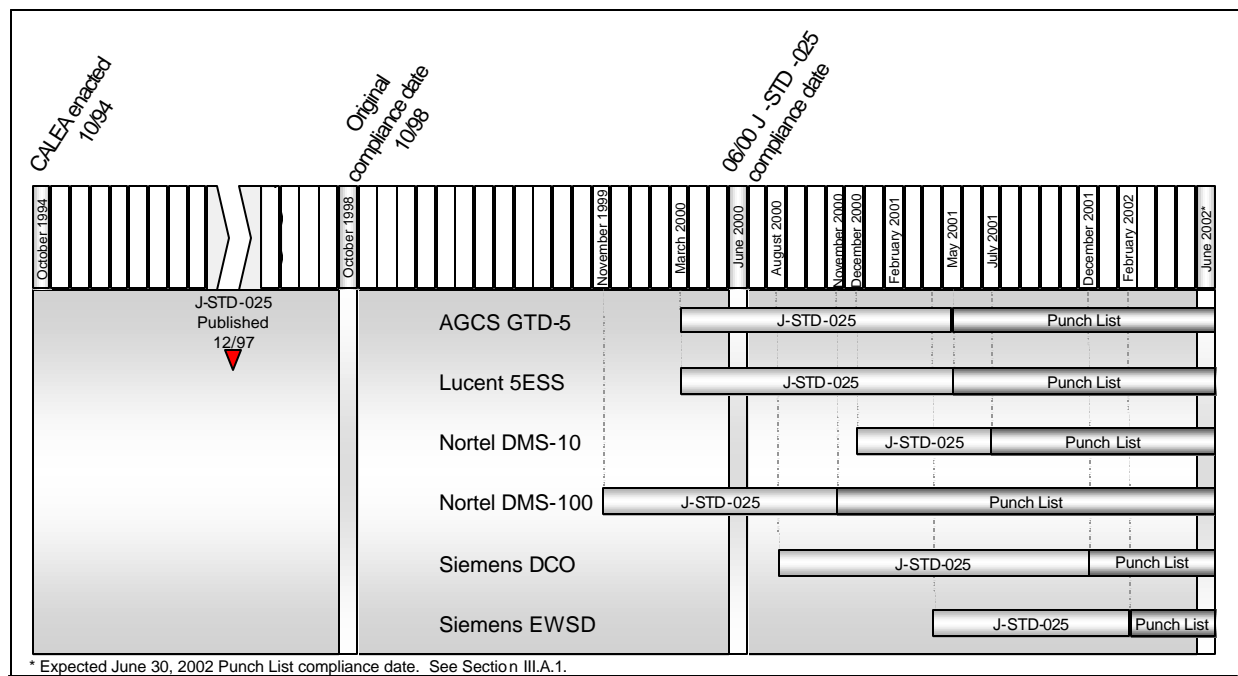 CALEA enacted
10/94
Original
compliance date
10/98
06/00 J -STD -025
compliance date
October 1994
October 1998
November 1999
March 2000
June 2000
August 2000
November 2000
December 2000
February 2001
May 2001
July 2001
December 2001
February 2002
June 2002*
J-STD-025
Published
12/97
AGCS GTD-5
J-STD-025
Punch List
Lucent 5ESS
J-STD-025
Punch List
Nortel DMS-10
J-STD-025
Punch List
Nortel DMS-100
J-STD-025
Punch List
Siemens DCO
J-STD-025
Punch List
Siemens EWSD
J-STD-025
Punch List
* Expected June 30, 2002 Punch List compliance date. See Section III.A.1.